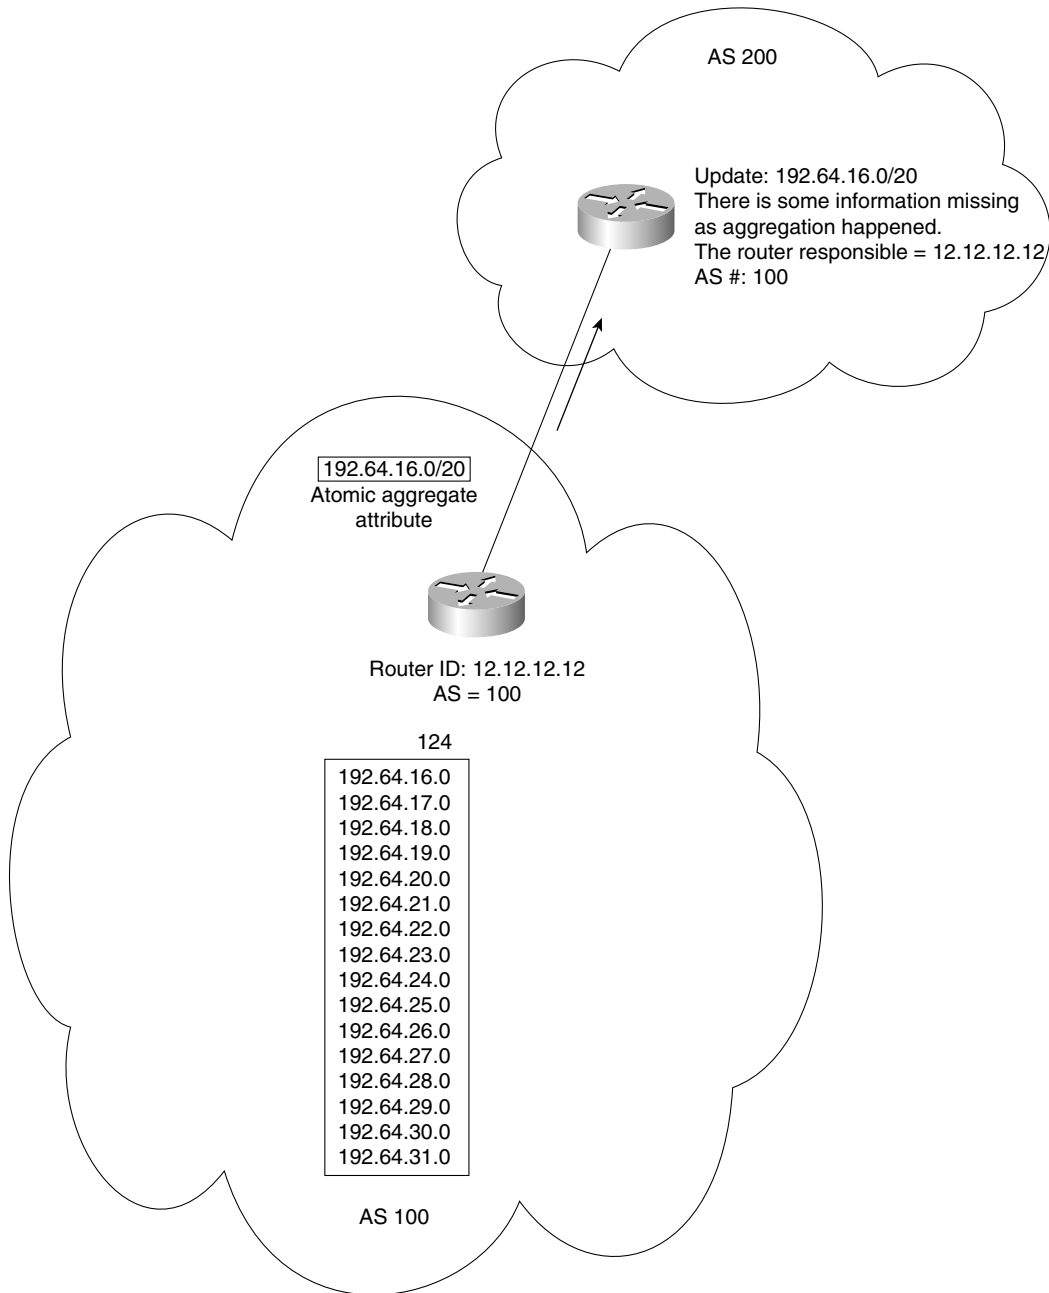 AS 200
Update: 192.64.16.0/20
There is some information missing
as aggregation happened.
The router responsible = 12.12.12.12
AS #: 100
192.64.16.0/20
Atomic aggregate
attribute
Router ID: 12.12.12.12
AS = 100
124
192.64.16.0
192.64.17.0
192.64.18.0
192.64.19.0
192.64.20.0
192.64.21.0
192.64.22.0
192.64.23.0
192.64.24.0
192.64.25.0
192.64.26.0
192.64.27.0
192.64.28.0
192.64.29.0
192.64.30.0
192.64.31.0
AS 100